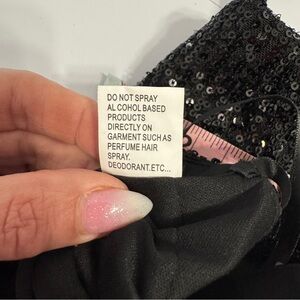 DO NOT SPRAY
AL COHOL BASED
PRODUCTS
DIRECTLY ON
GARMENT SUCH AS
PERFUME HAIR
SPRAY.
DEODORANT.ETC...